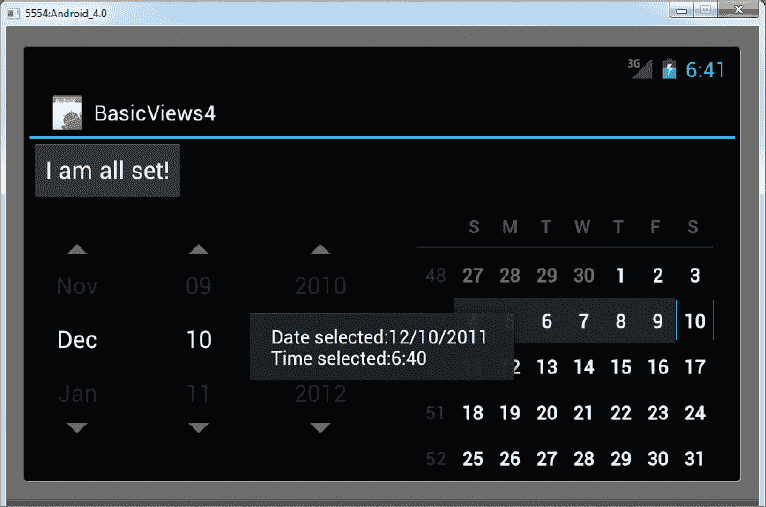 5554:Android_4.0
3G 6:41
BasicViews4
I am all set!
S M T W T F S
Nov 09 2010
48 27 28 29 30 1 2 3
Dec 10
6 7 8 9 10
Date selected:12/10/2011
Time selected:6:40
13 14 15 16 17
Jan 11 2012
51 18 19 20 21 22 23 24
52 25 26 27 28 29 30 31